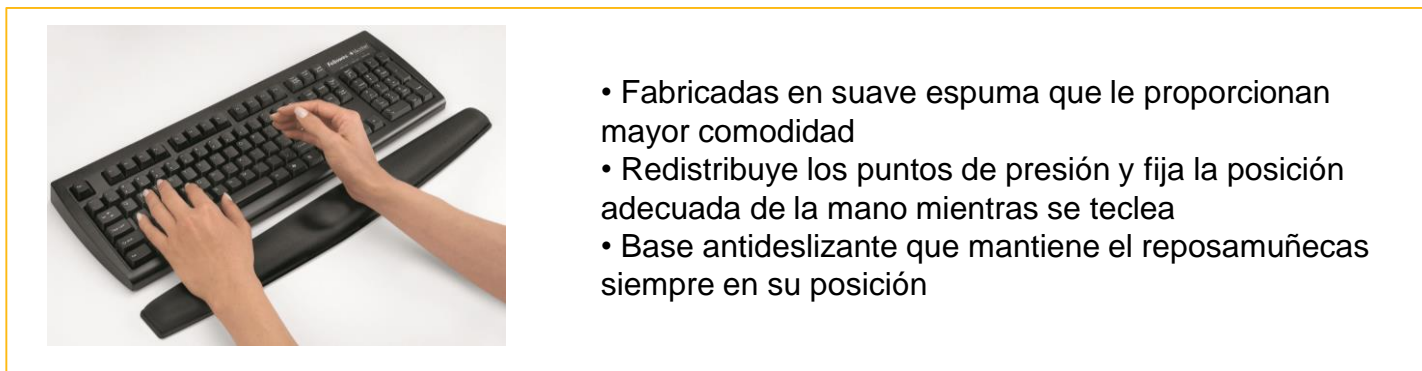 Fellowes
• Fabricadas en suave espuma que le proporcionan
mayor comodidad
• Redistribuye los puntos de presión y fija la posición
adecuada de la mano mientras se teclea
• Base antideslizante que mantiene el reposamuñecas
siempre en su posición